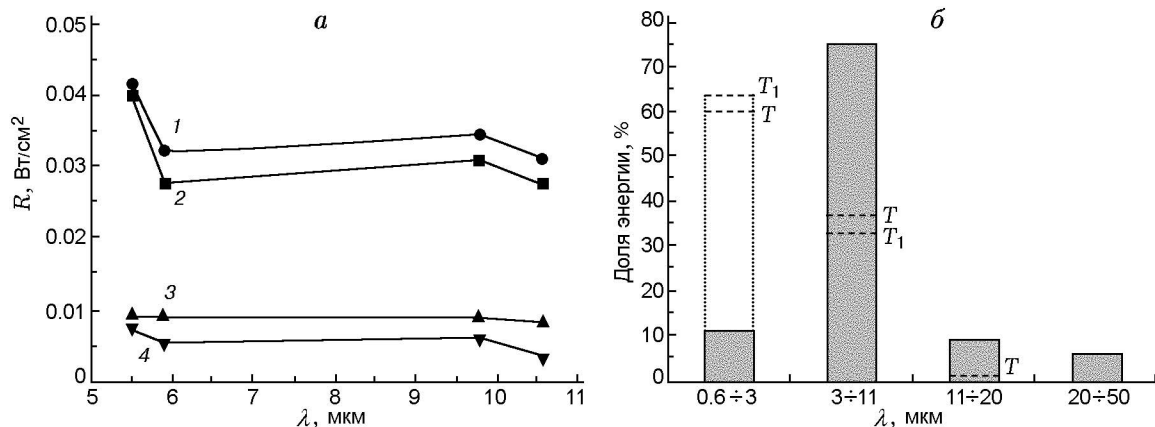 а
R, Вт/см²
0.05
0.04
0.03
0.02
0.01
0
1
2
3
4
5 6 7 8 9 10 11
λ, мкм
б
Доля энергии, %
80
70
60
50
40
30
20
10
0
T₁
T
T
T₁
T
0.6÷3 3÷11 11÷20 20÷50
λ, мкм